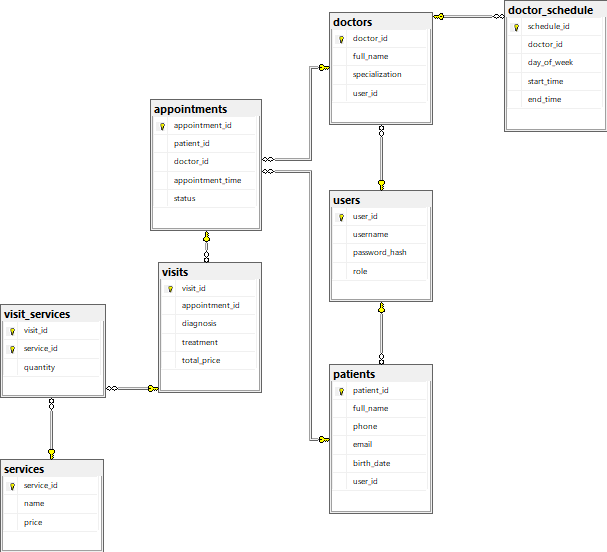 doctors
doctor_id
full_name
specialization
user_id
doctor_schedule
schedule_id
doctor_id
day_of_week
start_time
end_time
appointments
appointment_id
patient_id
doctor_id
appointment_time
status
users
user_id
username
password_hash
role
visits
visit_id
appointment_id
diagnosis
treatment
total_price
visit_services
visit_id
service_id
quantity
patients
patient_id
full_name
phone
email
birth_date
user_id
services
service_id
name
price